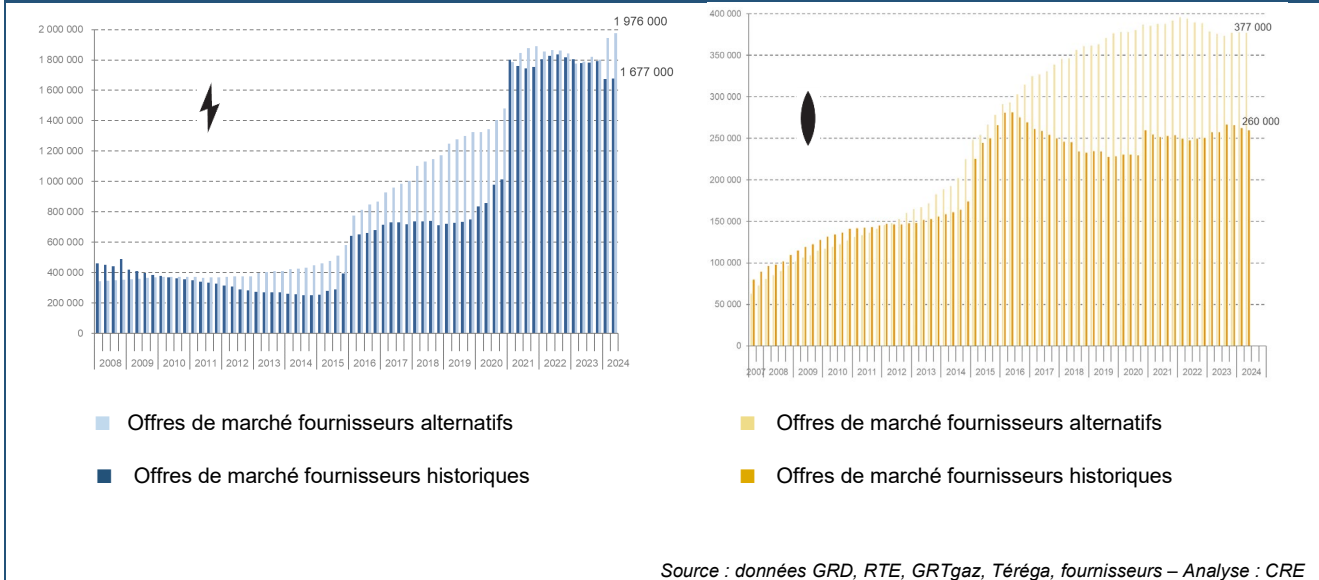 1 976 000
2 000 000
1 800 000
1 677 000
1 600 000
1 400 000
1 200 000
1 000 000
800 000
600 000
400 000
200 000
0
2008 2009 2010 2011 2012 2013 2014 2015 2016 2017 2018 2019 2020 2021 2022 2023 2024
Offres de marché fournisseurs alternatifs
Offres de marché fournisseurs historiques
400 000
377 000
350 000
300 000
260 000
250 000
200 000
150 000
100 000
50 000
0
2007 2008 2009 2010 2011 2012 2013 2014 2015 2016 2017 2018 2019 2020 2021 2022 2023 2024
Offres de marché fournisseurs alternatifs
Offres de marché fournisseurs historiques
Source : données GRD, RTE, GRTgaz, Téréga, fournisseurs – Analyse : CRE